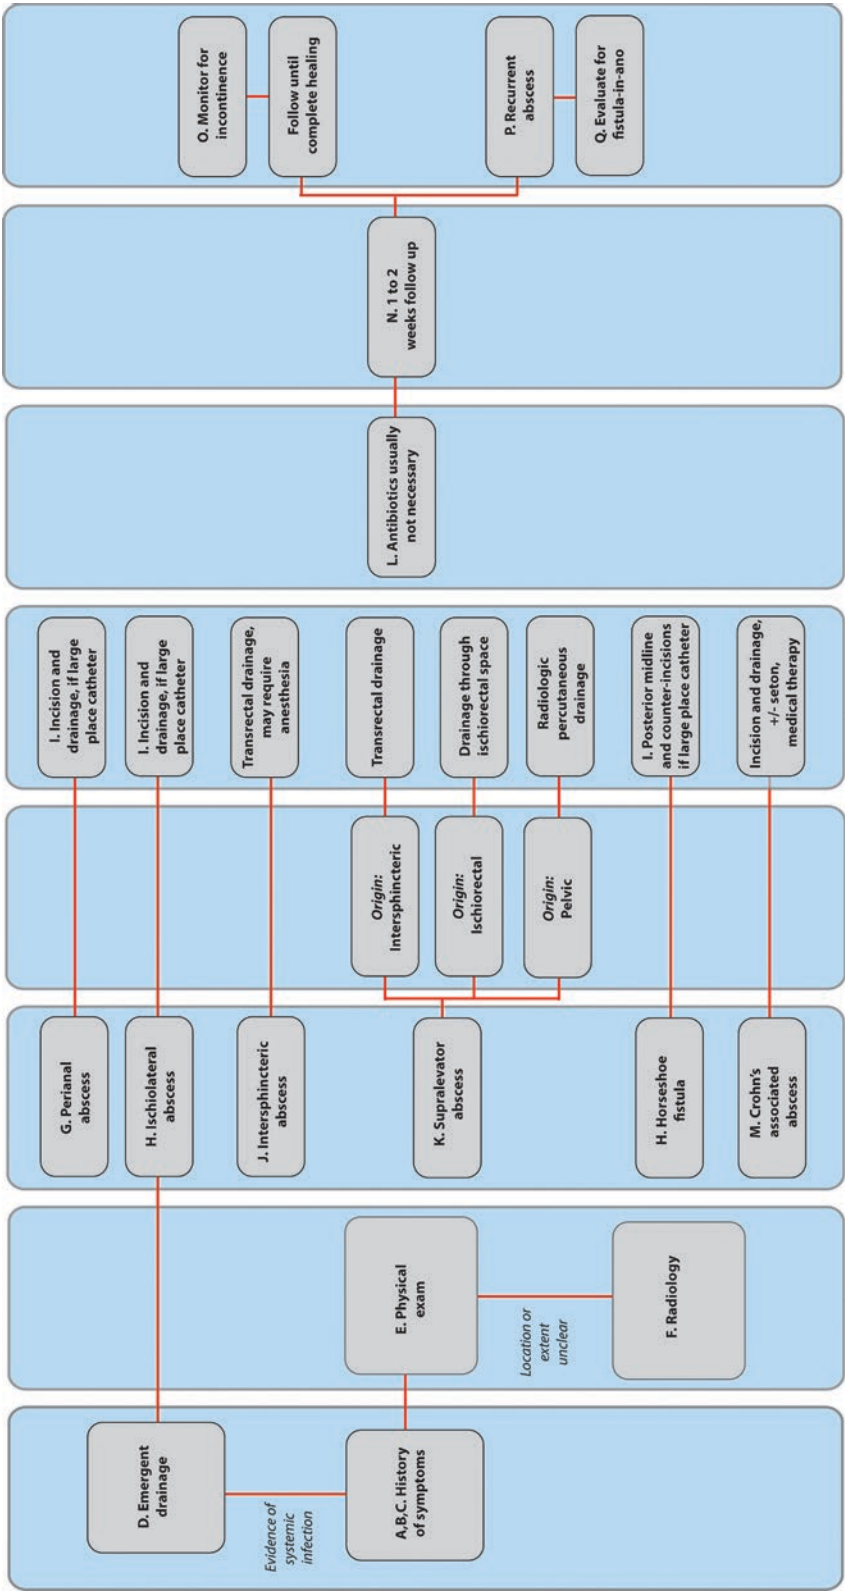 A,B,C. History
of symptoms
Evidence of
systemic
infection
D. Emergent
drainage
E. Physical
exam
Location or
extent
unclear
F. Radiology
G. Perianal
abscess
H. Ischiolateral
abscess
J. Intersphincteric
abscess
K. Supralevator
abscess
H. Horseshoe
fistula
M. Crohn’s
associated
abscess
Origin:
Intersphincteric
Origin:
Ischiorectal
Origin:
Pelvic
I. Incision and
drainage, if large
place catheter
I. Incision and
drainage, if large
place catheter
Transrectal drainage,
may require
anesthesia
Transrectal drainage
Drainage through
ischiorectal space
Radiologic
percutaneous
drainage
I. Posterior midline
and counter-incisions
if large place catheter
Incision and drainage,
+/- seton,
medical therapy
L. Antibiotics usually
not necessary
N. 1 to 2
weeks follow up
O. Monitor for
incontinence
Follow until
complete healing
P. Recurrent
abscess
Q. Evaluate for
fistula-in-ano